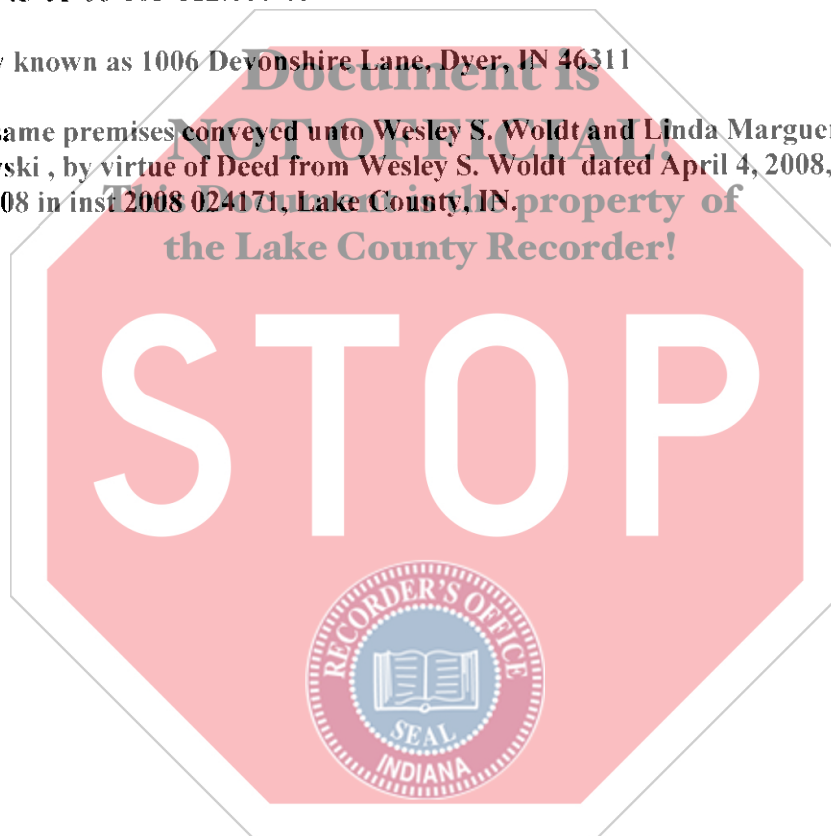 y known as 1006 Devonshire Lane, Dyer, IN 46311
Document is
same premises conveyed unto Wesley S. Woldt and Linda Marguer
NOT OFFICIAL!
vski , by virtue of Deed from Wesley S. Woldt dated April 4, 2008,
08 in inst 2008 024171, Lake County, IN.
This Document is the property of
the Lake County Recorder!
STOP
RECORDER'S OFFICE
SEAL
INDIANA